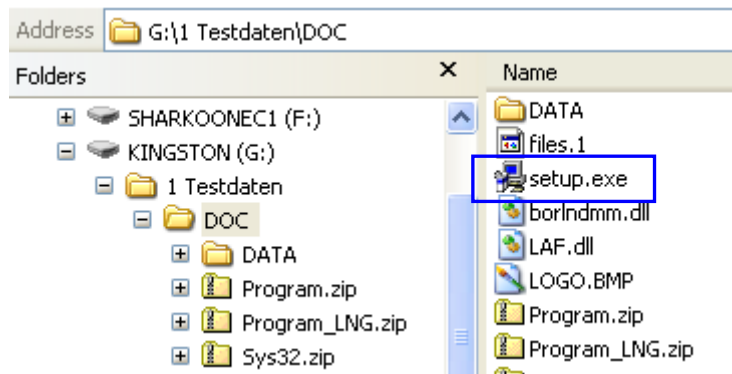 Address G:\1 Testdaten\DOC
Folders
SHARKOONEC1 (F:)
KINGSTON (G:)
1 Testdaten
DOC
DATA
Program.zip
Program_LNG.zip
Sys32.zip
Name
DATA
files.1
setup.exe
borlndmm.dll
LAF.dll
LOGO.BMP
Program.zip
Program_LNG.zip